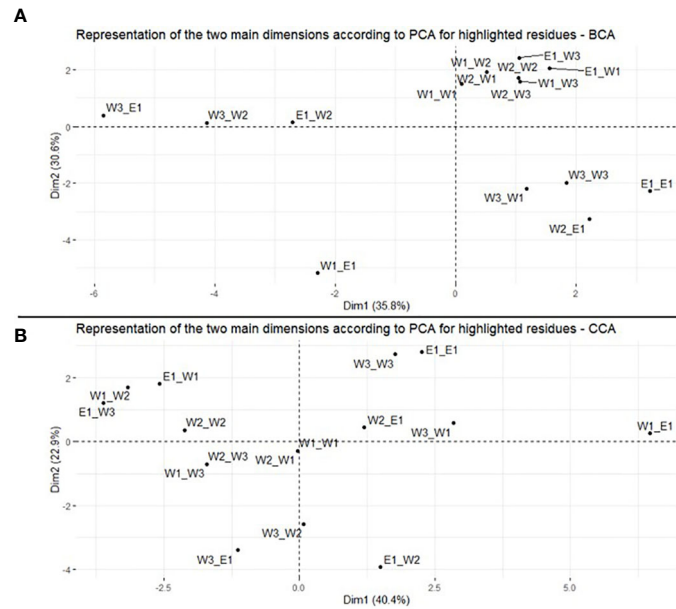 A
Representation of the two main dimensions according to PCA for highlighted residues - BCA
E1_W3
W1_W2
W2_W2
E1_W1
W2_W1
W1_W3
W1_W1
W2_W3
W3_E1
W3_W2
E1_W2
W3_W3
E1_E1
W3_W1
W2_E1
W1_E1
2
0
-2
-4
Dim2 (30.6%)
-6
-4
-2
0
2
Dim1 (35.8%)
B
Representation of the two main dimensions according to PCA for highlighted residues - CCA
E1_E1
W3_W3
E1_W1
W1_W2
E1_W3
W2_W2
W2_E1
W3_W1
W1_E1
W1_W1
W2_W3
W2_W1
W1_W3
W3_W2
W3_E1
E1_W2
2
0
-2
-4
Dim2 (22.9%)
-2.5
0.0
2.5
5.0
Dim1 (40.4%)